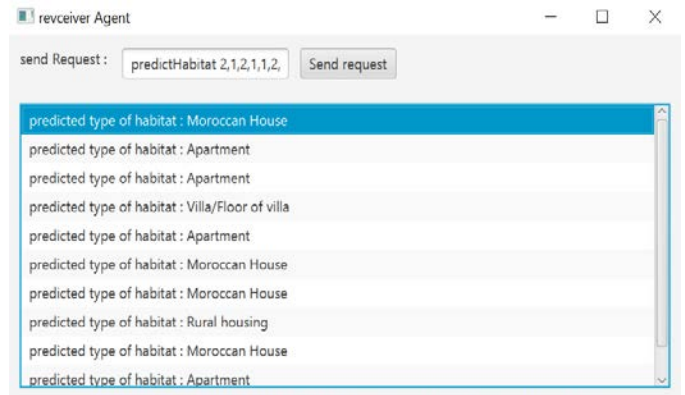 revceiver Agent
send Request : predictHabitat 2,1,2,1,1,2, Send request
predicted type of habitat : Moroccan House
predicted type of habitat : Apartment
predicted type of habitat : Apartment
predicted type of habitat : Villa/Floor of villa
predicted type of habitat : Apartment
predicted type of habitat : Moroccan House
predicted type of habitat : Moroccan House
predicted type of habitat : Rural housing
predicted type of habitat : Moroccan House
predicted type of habitat : Apartment